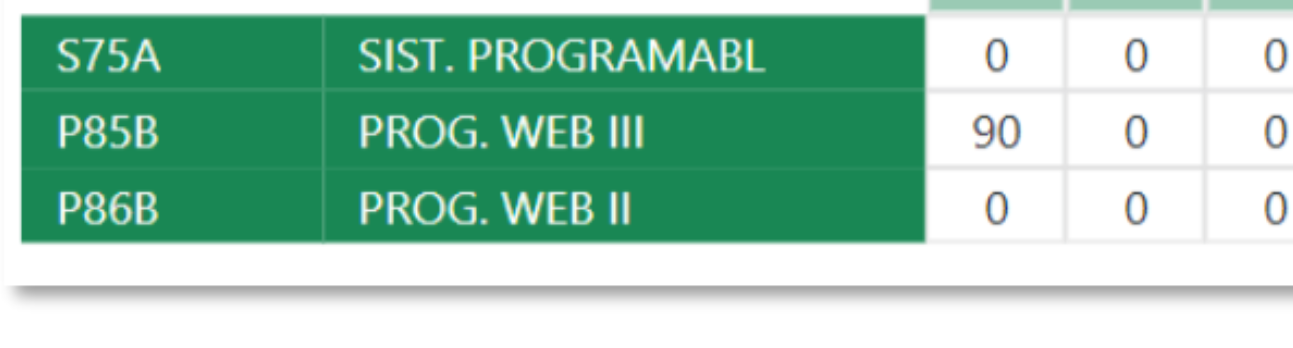 S75A SIST. PROGRAMABL 0 0 0
P85B PROG. WEB III 90 0 0
P86B PROG. WEB II 0 0 0